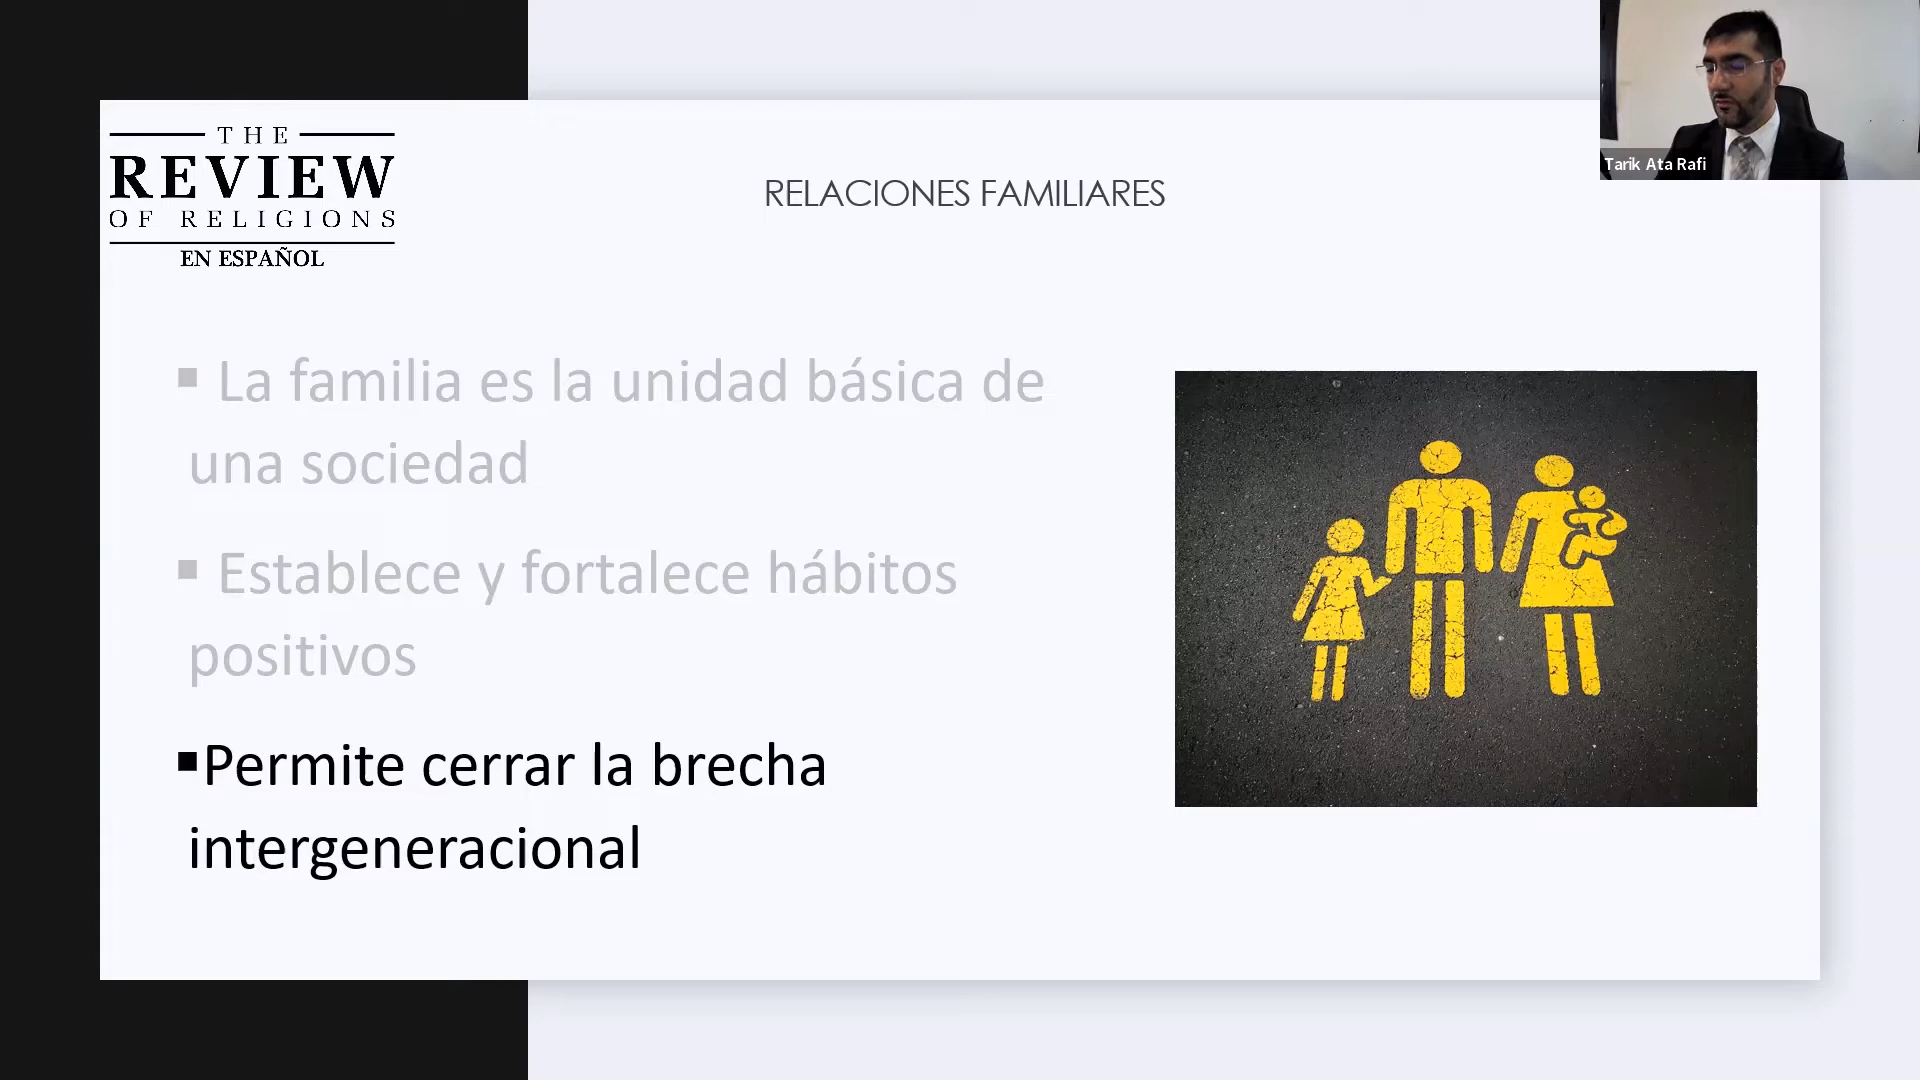 THE
REVIEW
OF RELIGIONS
EN ESPAÑOL
RELACIONES FAMILIARES
Tarik Ata Rafi
▪ La familia es la unidad básica de
una sociedad
▪ Establece y fortalece hábitos
positivos
▪Permite cerrar la brecha
intergeneracional